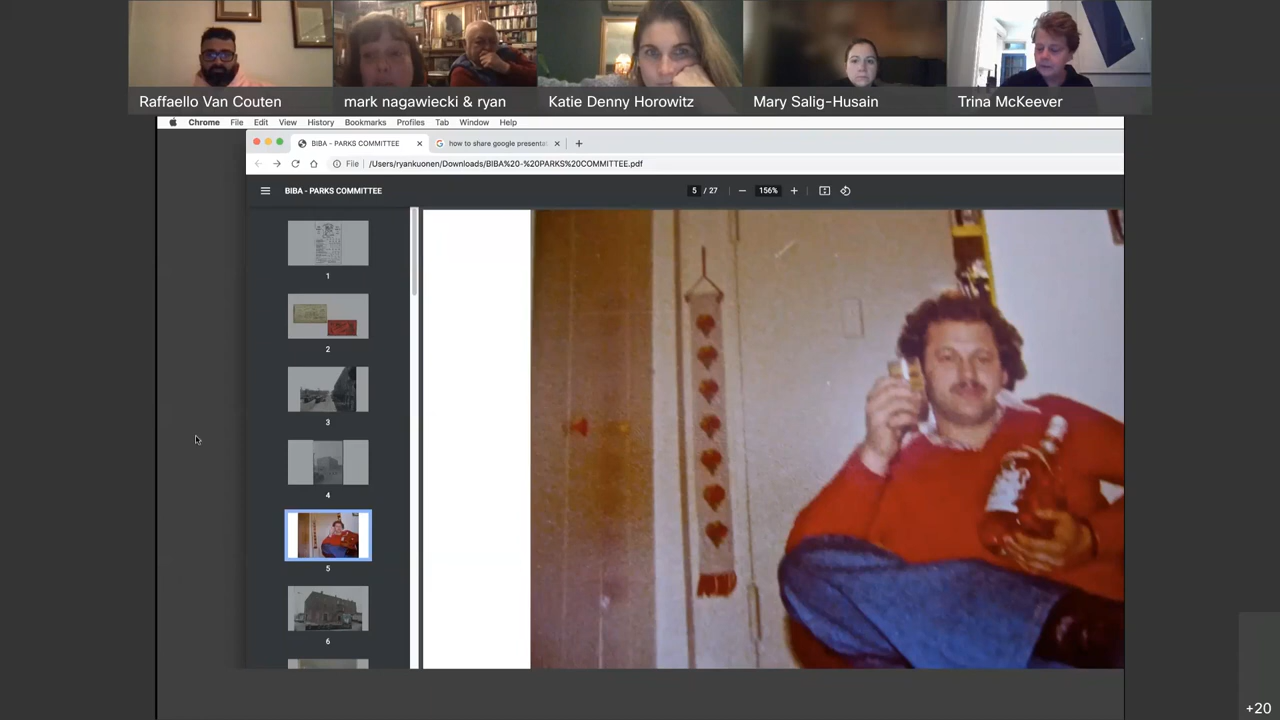 Raffaello Van Couten
mark nagawiecki & ryan
Katie Denny Horowitz
Mary Salig-Husain
Trina McKeever
Chrome File Edit View History Bookmarks Profiles Tab Window Help
BIBA - PARKS COMMITTEE
how to share google presentat
File /Users/ryankuonen/Downloads/BIBA%20-%20PARKS%20COMMITTEE.pdf
BIBA - PARKS COMMITTEE
5 / 27
156%
1
2
3
4
5
6
+20